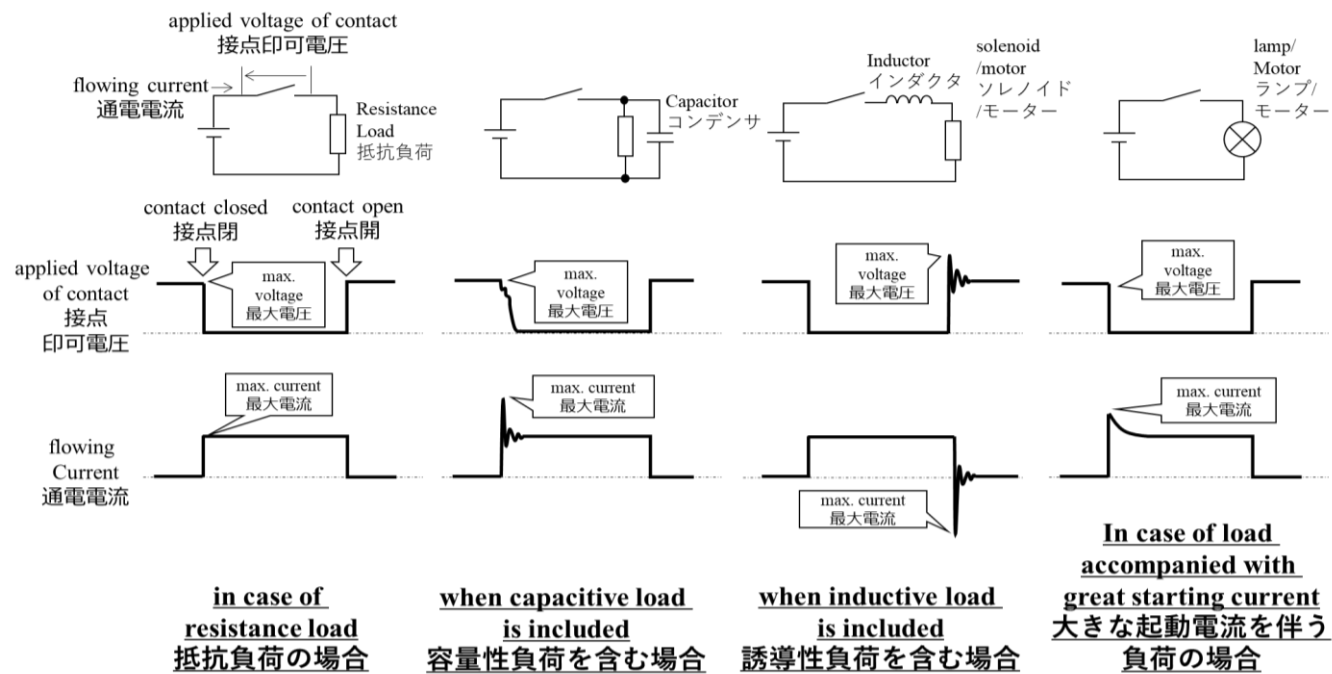 applied voltage of contact
接点印可電圧
flowing current
通電電流
Resistance
Load
抵抗負荷
Capacitor
コンデンサ
Inductor
インダクタ
solenoid
/motor
ソレノイド
/モーター
lamp/
Motor
ランプ/
モーター
contact closed
接点閉
contact open
接点開
applied voltage
of contact
接点
印可電圧
max.
voltage
最大電圧
max.
voltage
最大電圧
max.
voltage
最大電圧
max.
voltage
最大電圧
flowing
Current
通電電流
max. current
最大電流
max. current
最大電流
max. current
最大電流
max. current
最大電流
in case of
resistance load
抵抗負荷の場合
when capacitive load
is included
容量性負荷を含む場合
when inductive load
is included
誘導性負荷を含む場合
In case of load
accompanied with
great starting current
大きな起動電流を伴う
負荷の場合